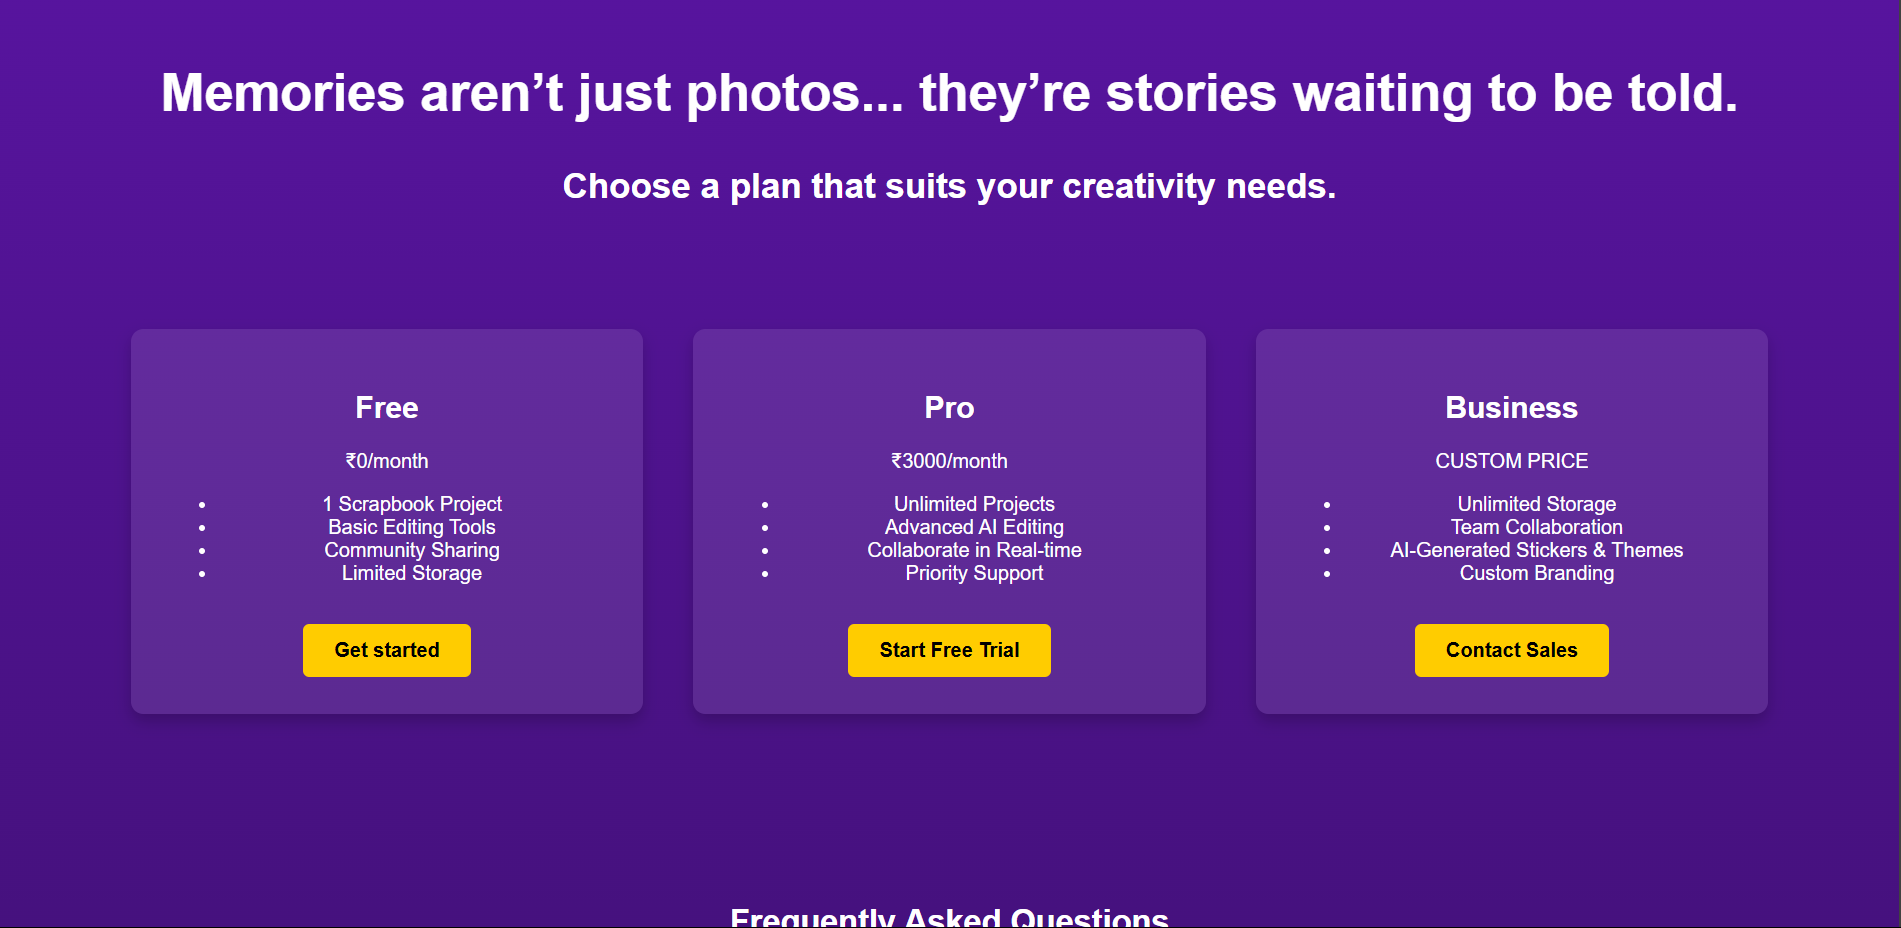 Memories aren’t just photos... they’re stories waiting to be told.
Choose a plan that suits your creativity needs.
Free
₹0/month
• 1 Scrapbook Project
• Basic Editing Tools
• Community Sharing
• Limited Storage
Get started
Pro
₹3000/month
• Unlimited Projects
• Advanced AI Editing
• Collaborate in Real-time
• Priority Support
Start Free Trial
Business
CUSTOM PRICE
• Unlimited Storage
• Team Collaboration
• AI-Generated Stickers & Themes
• Custom Branding
Contact Sales
Frequently Asked Questions